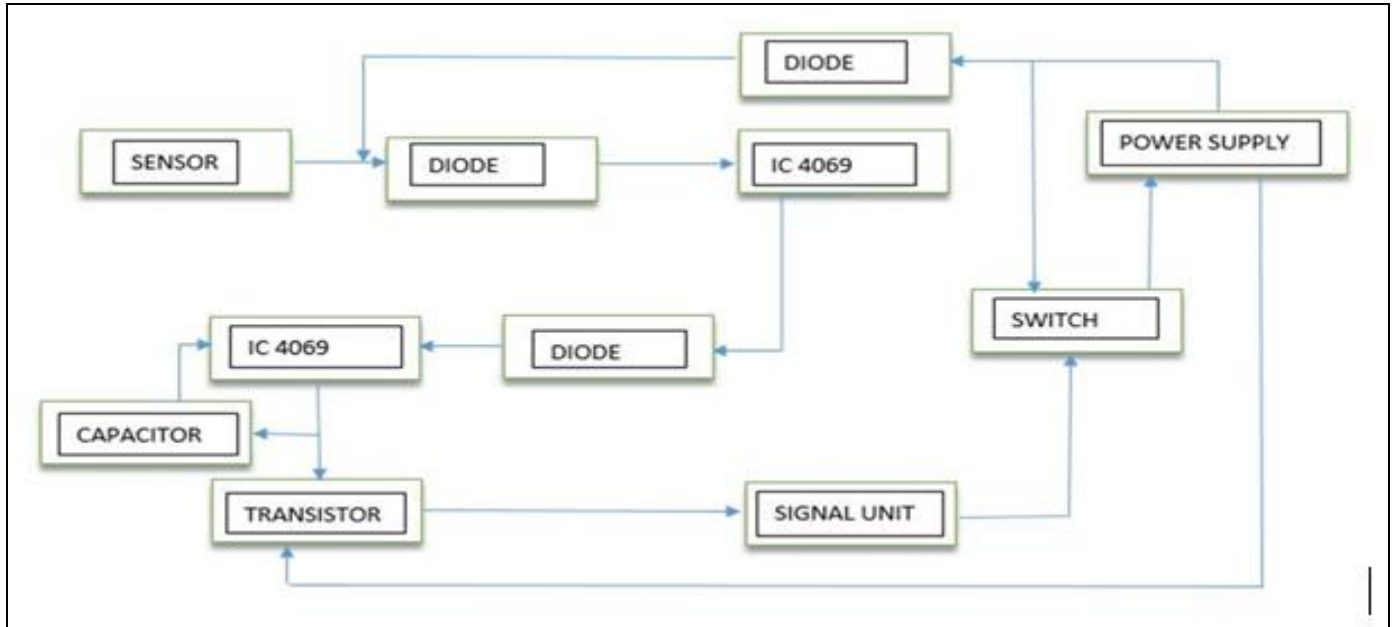 DIODE
POWER SUPPLY
SENSOR
DIODE
IC 4069
SWITCH
IC 4069
DIODE
CAPACITOR
TRANSISTOR
SIGNAL UNIT